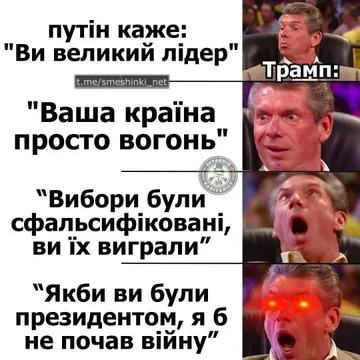 путін каже:
"Ви великий лідер"
t.me/smeshinki_net
Трамп:
"Ваша країна
просто вогонь"
“Вибори були
сфальсифіковані,
ви їх виграли”
“Якби ви були
президентом, я б
не почав війну”